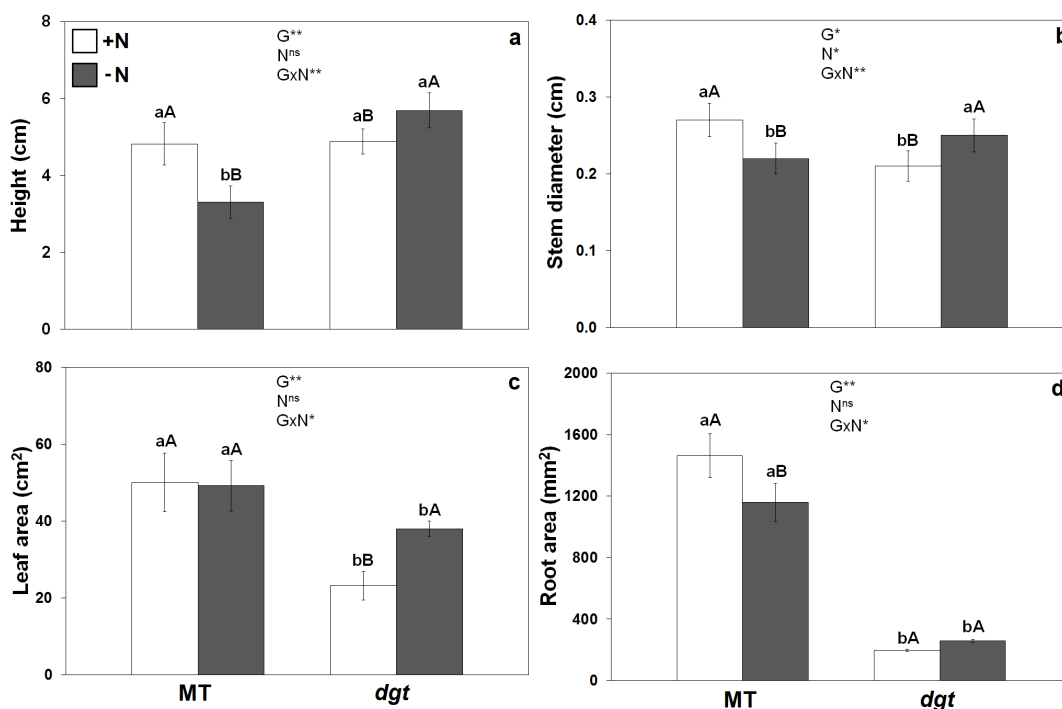 a
+N
-N
G**
Nⁿˢ
GxN**
Height (cm)
8
6
4
2
0
aA
bB
aB
aA
b
G*
N*
GxN**
Stem diameter (cm)
0.4
0.3
0.2
0.1
0.0
aA
bB
bB
aA
c
G**
Nⁿˢ
GxN*
Leaf area (cm²)
80
60
40
20
0
aA
aA
bB
bA
MT
dgt
d
G**
Nⁿˢ
GxN*
Root area (mm²)
2000
1600
1200
800
400
0
aA
aB
bA
bA
MT
dgt